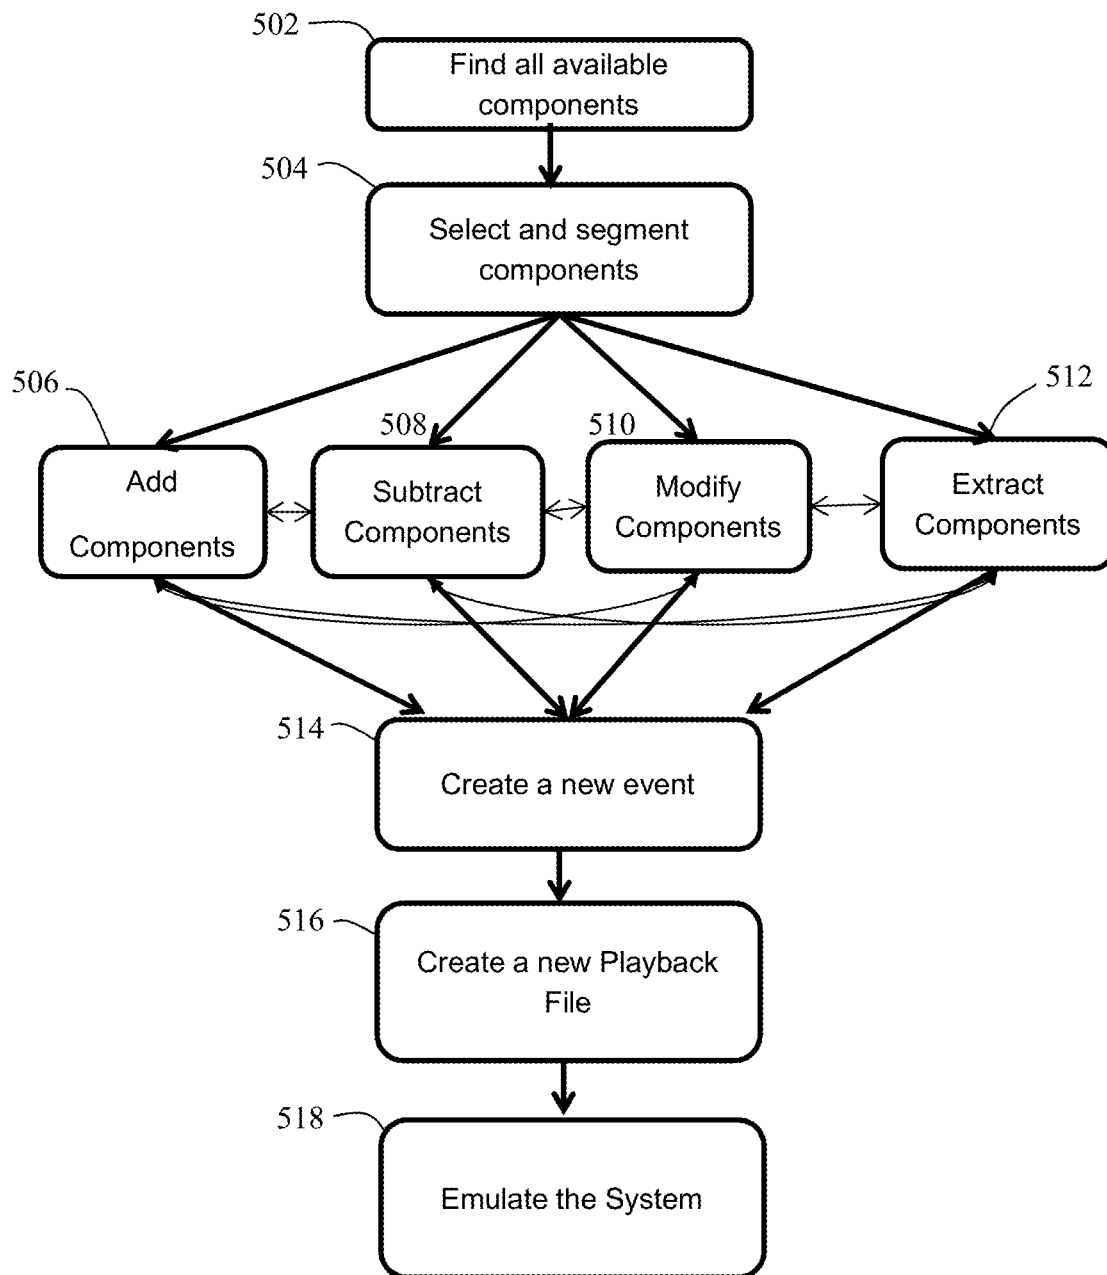 502
Find all available
components
504
Select and segment
components
506
508
510
512
Add
Components
Subtract
Components
Modify
Components
Extract
Components
514
Create a new event
516
Create a new Playback
File
518
Emulate the System